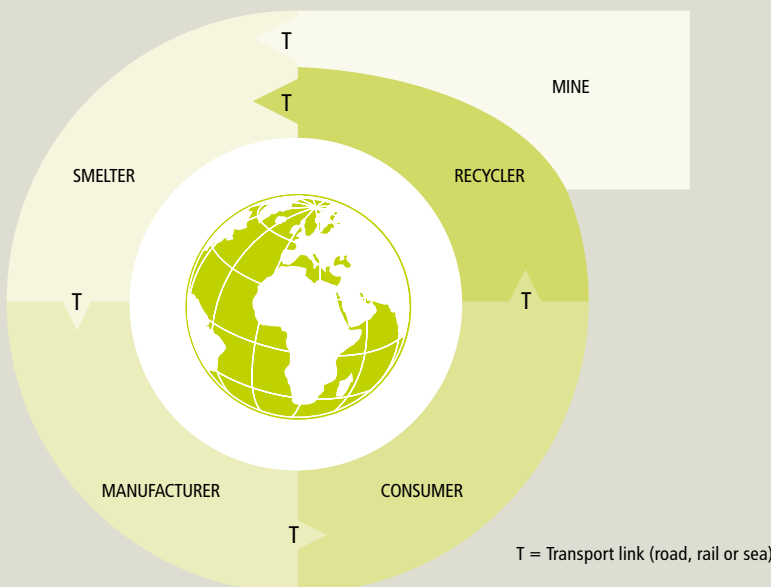 T
MINE
T
SMELTER
RECYCLER
T
T
MANUFACTURER
CONSUMER
T
T = Transport link (road, rail or sea)